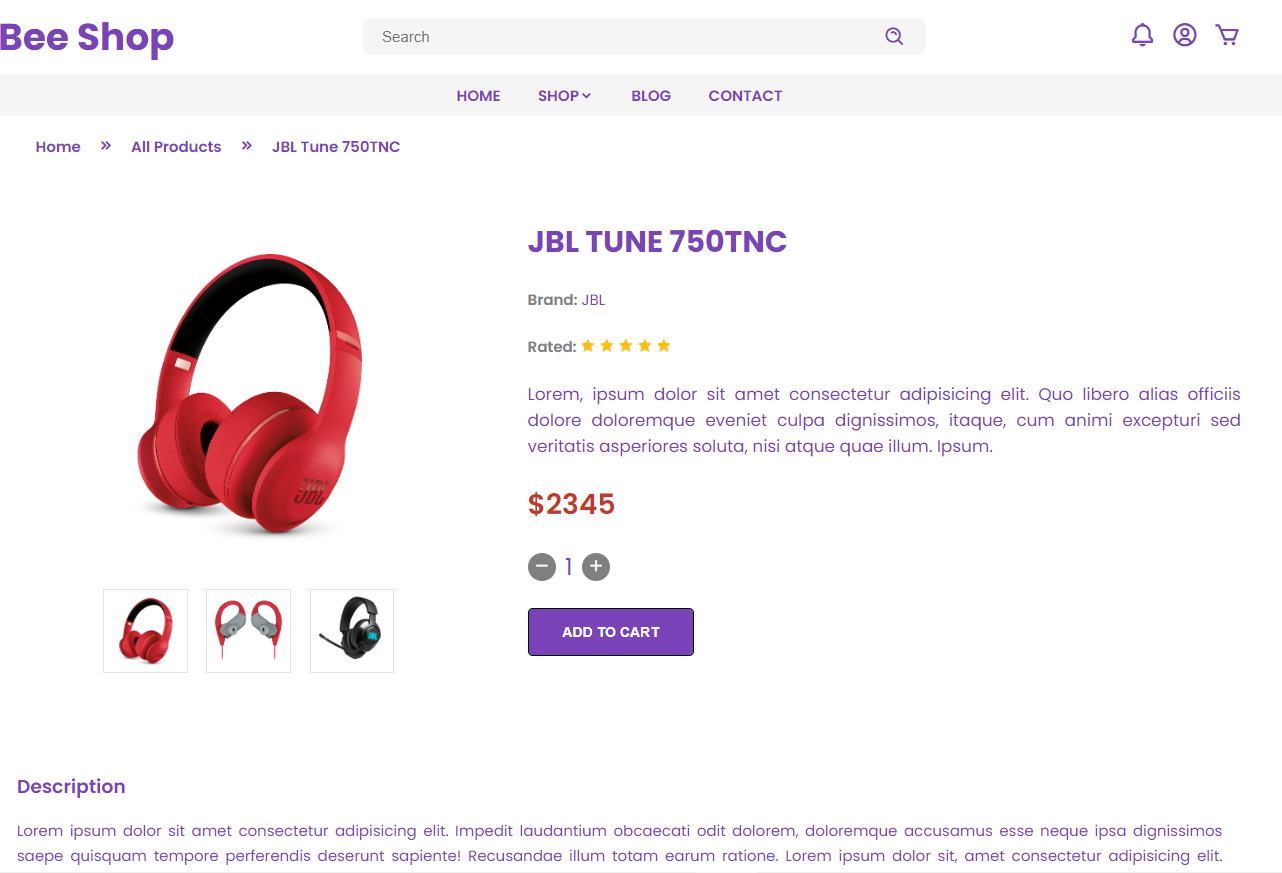 Bee Shop
Search
HOME SHOP BLOG CONTACT
Home » All Products » JBL Tune 750TNC
JBL TUNE 750TNC
Brand: JBL
Rated:
Lorem, ipsum dolor sit amet consectetur adipisicing elit. Quo libero alias officiis
dolore doloremque eveniet culpa dignissimos, itaque, cum animi excepturi sed
veritatis asperiores soluta, nisi atque quae illum. Ipsum.
JBL
$2345
− 1 +
ADD TO CART
Description
Lorem ipsum dolor sit amet consectetur adipisicing elit. Impedit laudantium obcaecati odit dolorem, doloremque accusamus esse neque ipsa dignissimos
saepe quisquam tempore perferendis deserunt sapiente! Recusandae illum totam earum ratione. Lorem ipsum dolor sit, amet consectetur adipisicing elit.